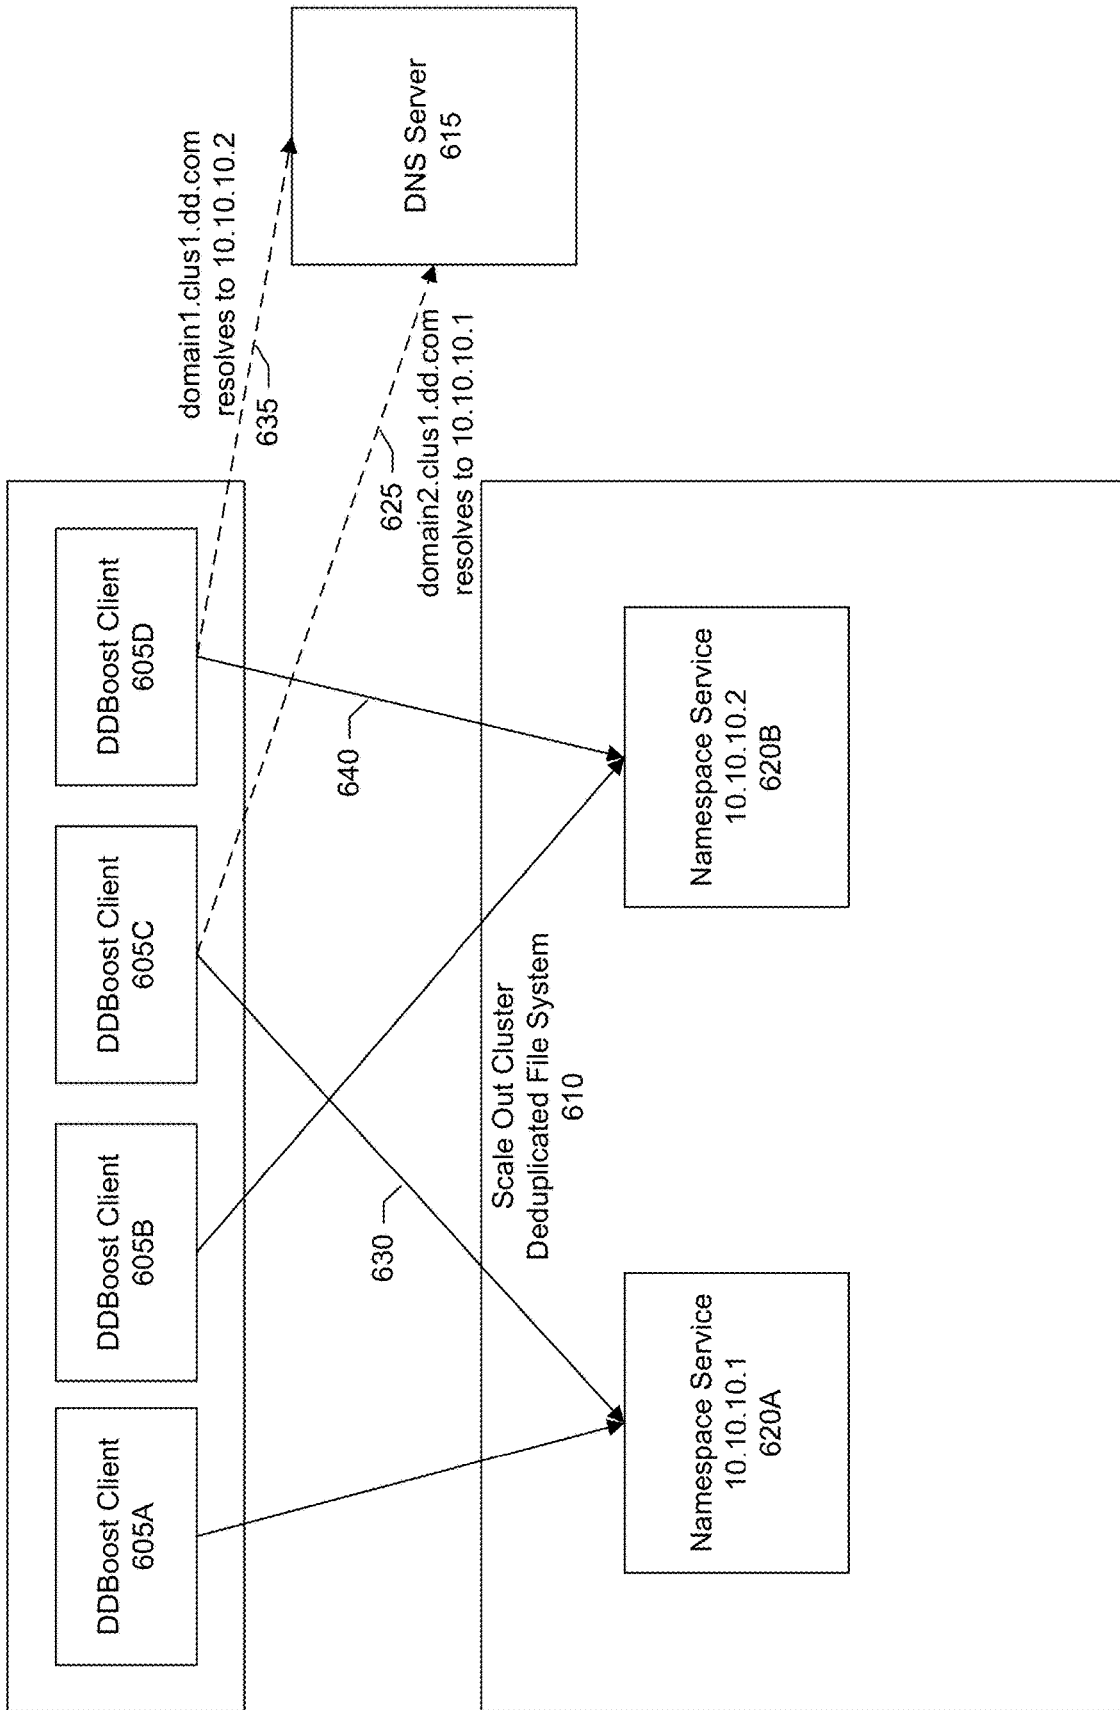 DDBoost Client
605A
DDBoost Client
605B
DDBoost Client
605C
DDBoost Client
605D
domain1.clus1.dd.com
resolves to 10.10.10.2
635
DNS Server
615
625
domain2.clus1.dd.com
resolves to 10.10.10.1
630
640
Scale Out Cluster
Deduplicated File System
610
Namespace Service
10.10.10.1
620A
Namespace Service
10.10.10.2
620B